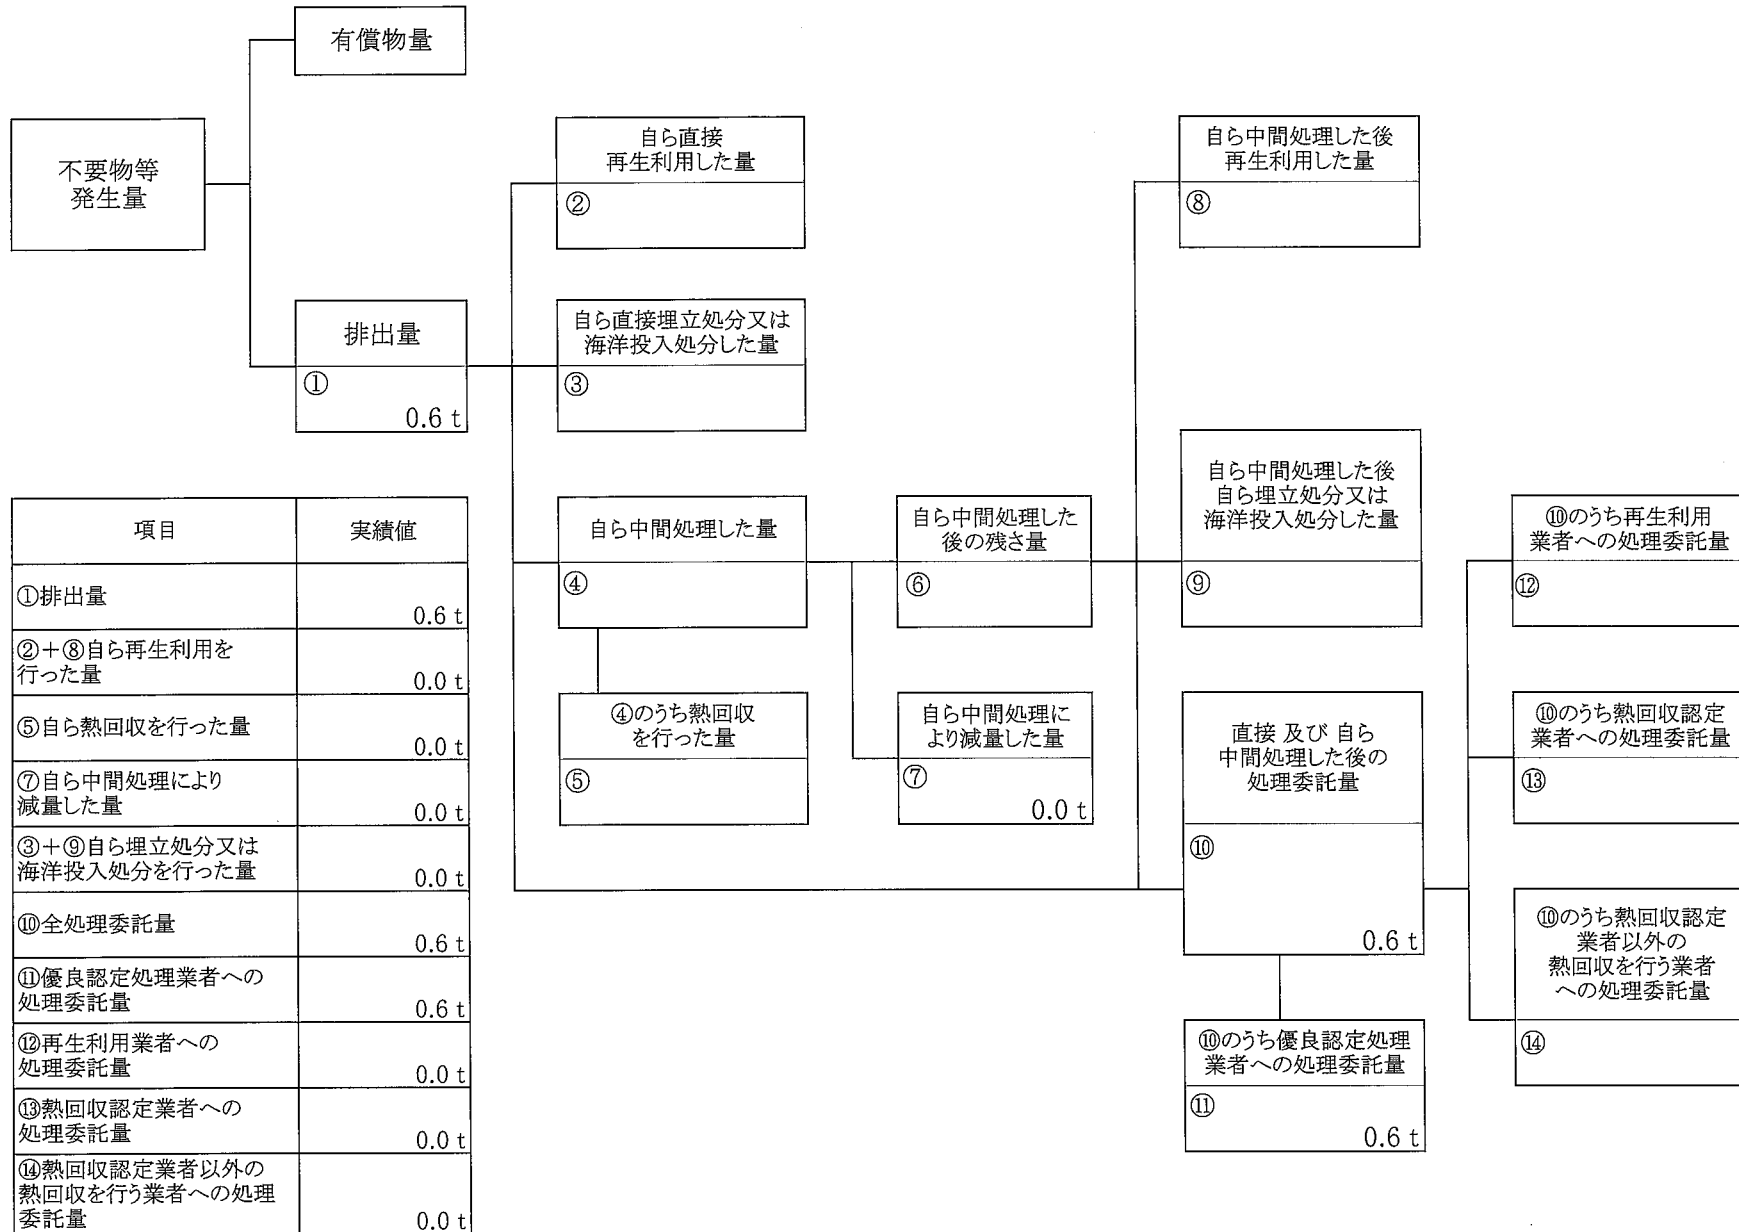 有償物量
不要物等
発生量
排出量
①
0.6 t
自ら直接
再生利用した量
②
自ら直接埋立処分又は
海洋投入処分した量
③
自ら中間処理した量
④
④のうち熱回収
を行った量
⑤
自ら中間処理した
後の残さ量
⑥
自ら中間処理に
より減量した量
⑦
0.0 t
自ら中間処理した後
再生利用した量
⑧
自ら中間処理した後
自ら埋立処分又は
海洋投入処分した量
⑨
直接 及び 自ら
中間処理した後の
処理委託量
⑩
0.6 t
⑩のうち優良認定処理
業者への処理委託量
⑪
0.6 t
⑩のうち再生利用
業者への処理委託量
⑫
⑩のうち熱回収認定
業者への処理委託量
⑬
⑩のうち熱回収認定
業者以外の
熱回収を行う業者
への処理委託量
⑭
項目 実績値
①排出量
0.6 t
②+⑧自ら再生利用を
行った量
0.0 t
⑤自ら熱回収を行った量
0.0 t
⑦自ら中間処理により
減量した量
0.0 t
③+⑨自ら埋立処分又は
海洋投入処分を行った量
0.0 t
⑩全処理委託量
0.6 t
⑪優良認定処理業者への
処理委託量
0.6 t
⑫再生利用業者への
処理委託量
0.0 t
⑬熱回収認定業者への
処理委託量
0.0 t
⑭熱回収認定業者以外の
熱回収を行う業者への処理
委託量
0.0 t